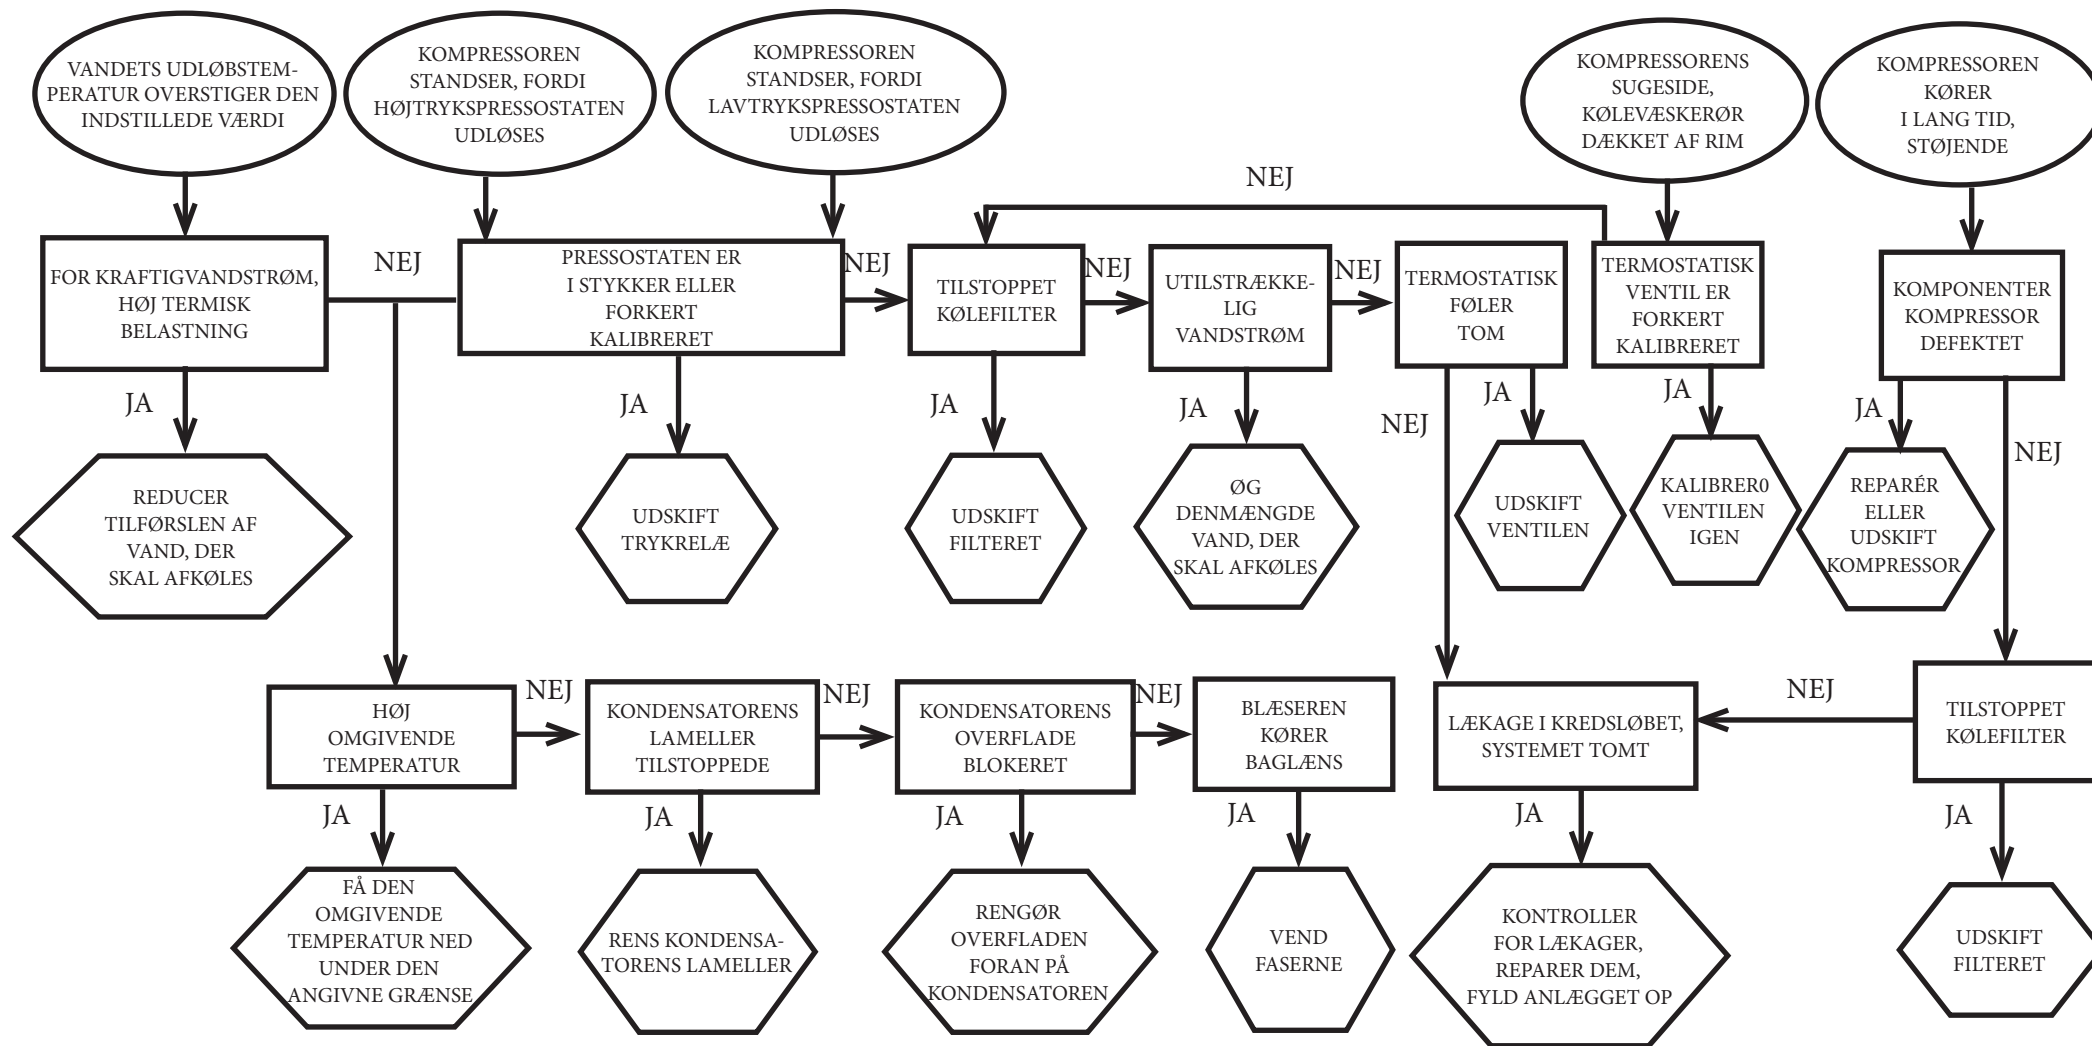 VANDETS UDLØBSTEM-
PERATUR OVERSTIGER DEN
INDSTILLEDE VÆRDI
KOMPRESSOREN
STANDSER, FORDI
HØJTRYKSPRESSOSTATEN
UDLØSES
KOMPRESSOREN
STANDSER, FORDI
LAVTRYKSPRESSOSTATEN
UDLØSES
KOMPRESSORENS
SUGESIDE,
KØLEVÆSKERØR
DÆKKET AF RIM
KOMPRESSOREN
KØRER
I LANG TID,
STØJENDE
NEJ
FOR KRAFTIGVANDSTRØM,
HØJ TERMISK
BELASTNING
NEJ
PRESSOSTATEN ER
I STYKKER ELLER
FORKERT
KALIBRERET
NEJ
TILSTOPPET
KØLEFILTER
NEJ
UTILSTRÆKKE-
LIG
VANDSTRØM
NEJ
TERMOSTATISK
FØLER
TOM
TERMOSTATISK
VENTIL ER
FORKERT
KALIBRERET
KOMPONENTER
KOMPRESSOR
DEFEKTET
JA
JA
JA
JA
NEJ
JA
JA
JA
NEJ
REDUCER
TILFØRSLEN AF
VAND, DER
SKAL AFKØLES
UDSKIFT
TRYKRELÆ
UDSKIFT
FILTERET
ØG
DENMÆNGDE
VAND, DER
SKAL AFKØLES
UDSKIFT
VENTILEN
KALIBRER0
VENTILEN
IGEN
REPARÉR
ELLER
UDSKIFT
KOMPRESSOR
HØJ
OMGIVENDE
TEMPERATUR
NEJ
KONDENSATORENS
LAMELLER
TILSTOPPEDE
NEJ
KONDENSATORENS
OVERFLADE
BLOKERET
NEJ
BLÆSEREN
KØRER
BAGLÆNS
LÆKAGE I KREDSLØBET,
SYSTEMET TOMT
NEJ
TILSTOPPET
KØLEFILTER
JA
JA
JA
JA
JA
JA
FÅ DEN
OMGIVENDE
TEMPERATUR NED
UNDER DEN
ANGIVNE GRÆNSE
RENS KONDENSA-
TORENS LAMELLER
RENGØR
OVERFLADEN
FORAN PÅ
KONDENSATOREN
VEND
FASERNE
KONTROLLER
FOR LÆKAGER,
REPARER DEM,
FYLD ANLÆGGET OP
UDSKIFT
FILTERET